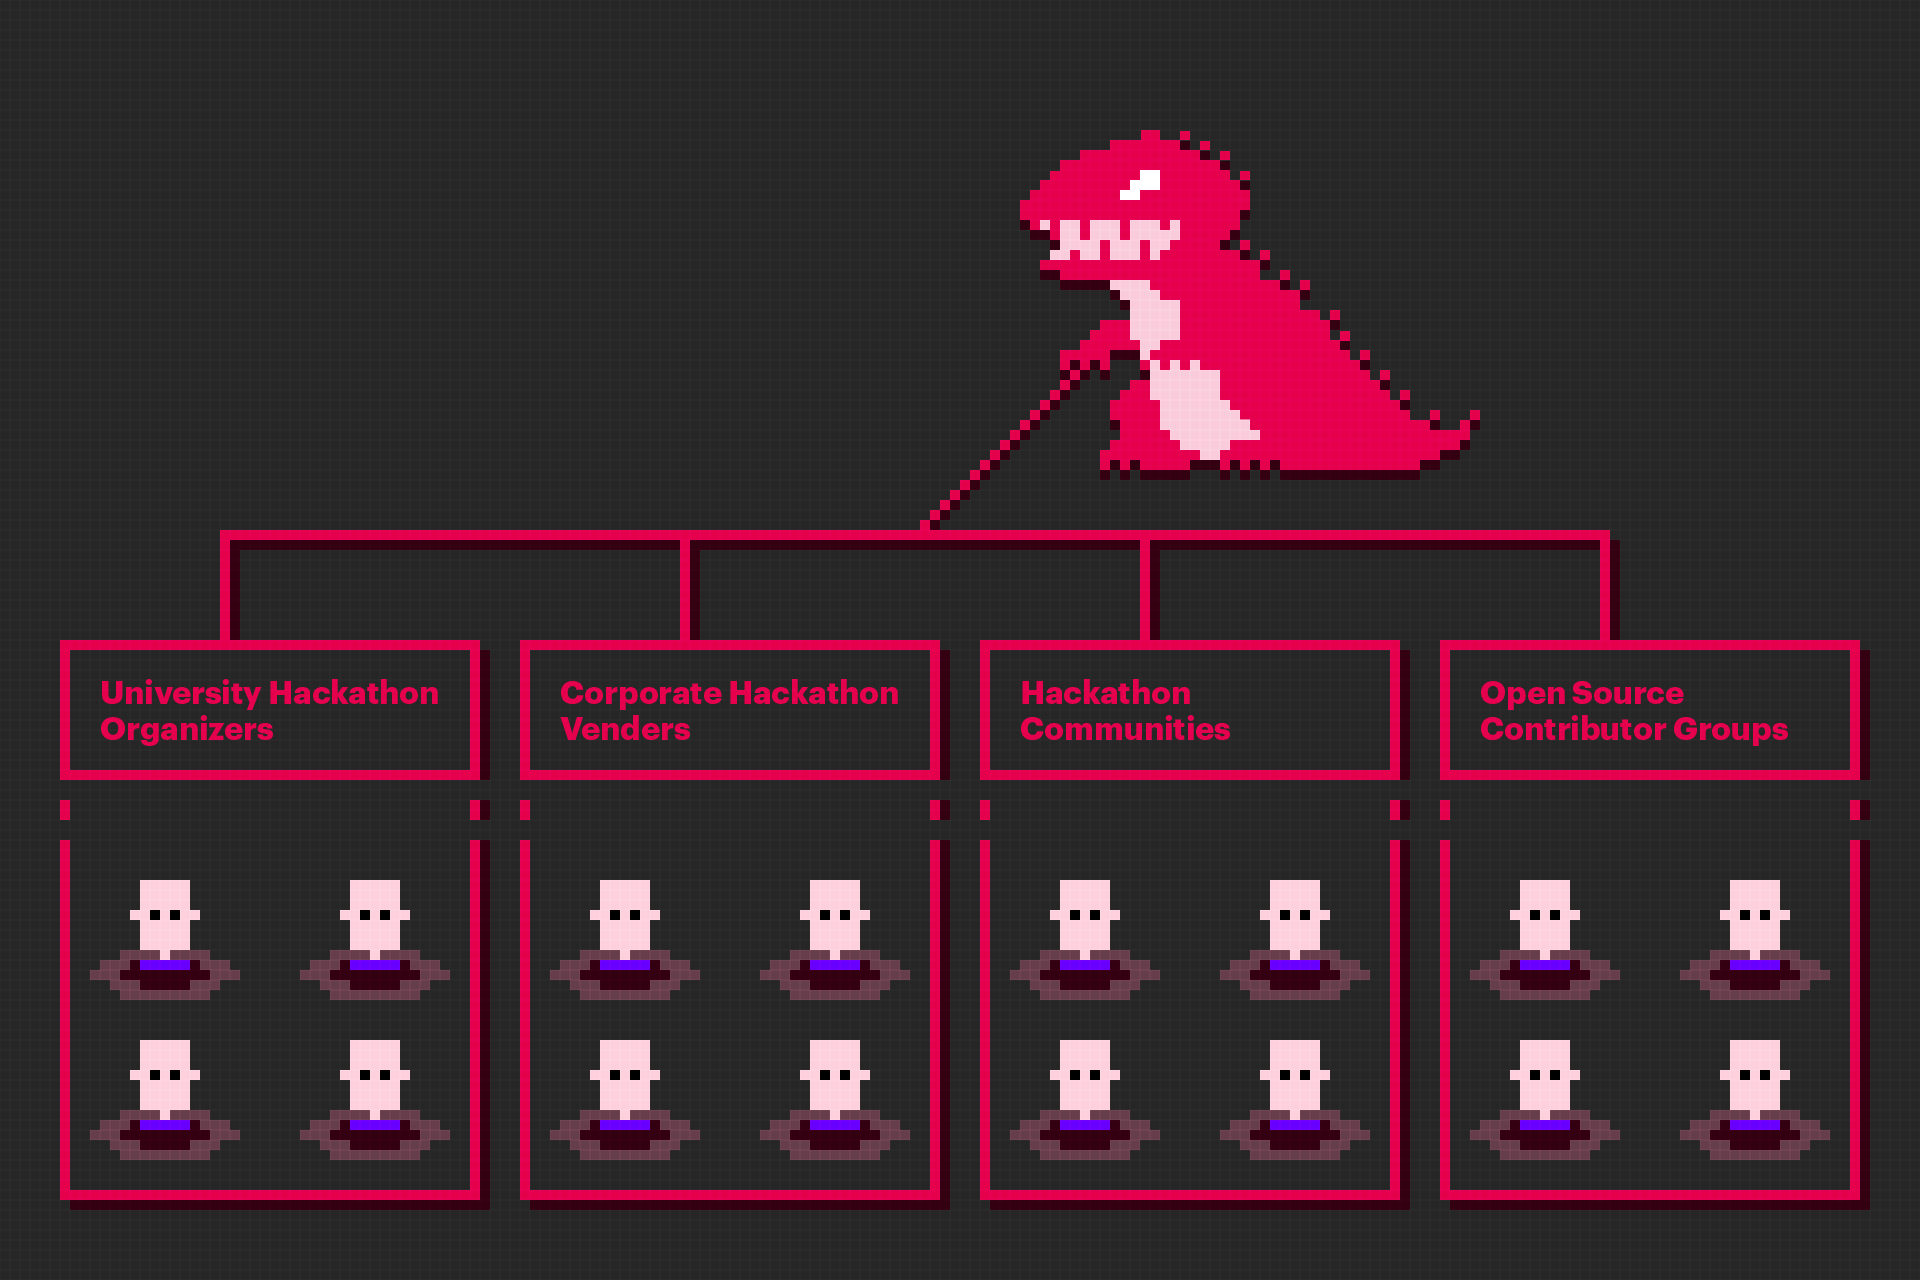 University Hackathon
Organizers
Corporate Hackathon
Venders
Hackathon
Communities
Open Source
Contributor Groups